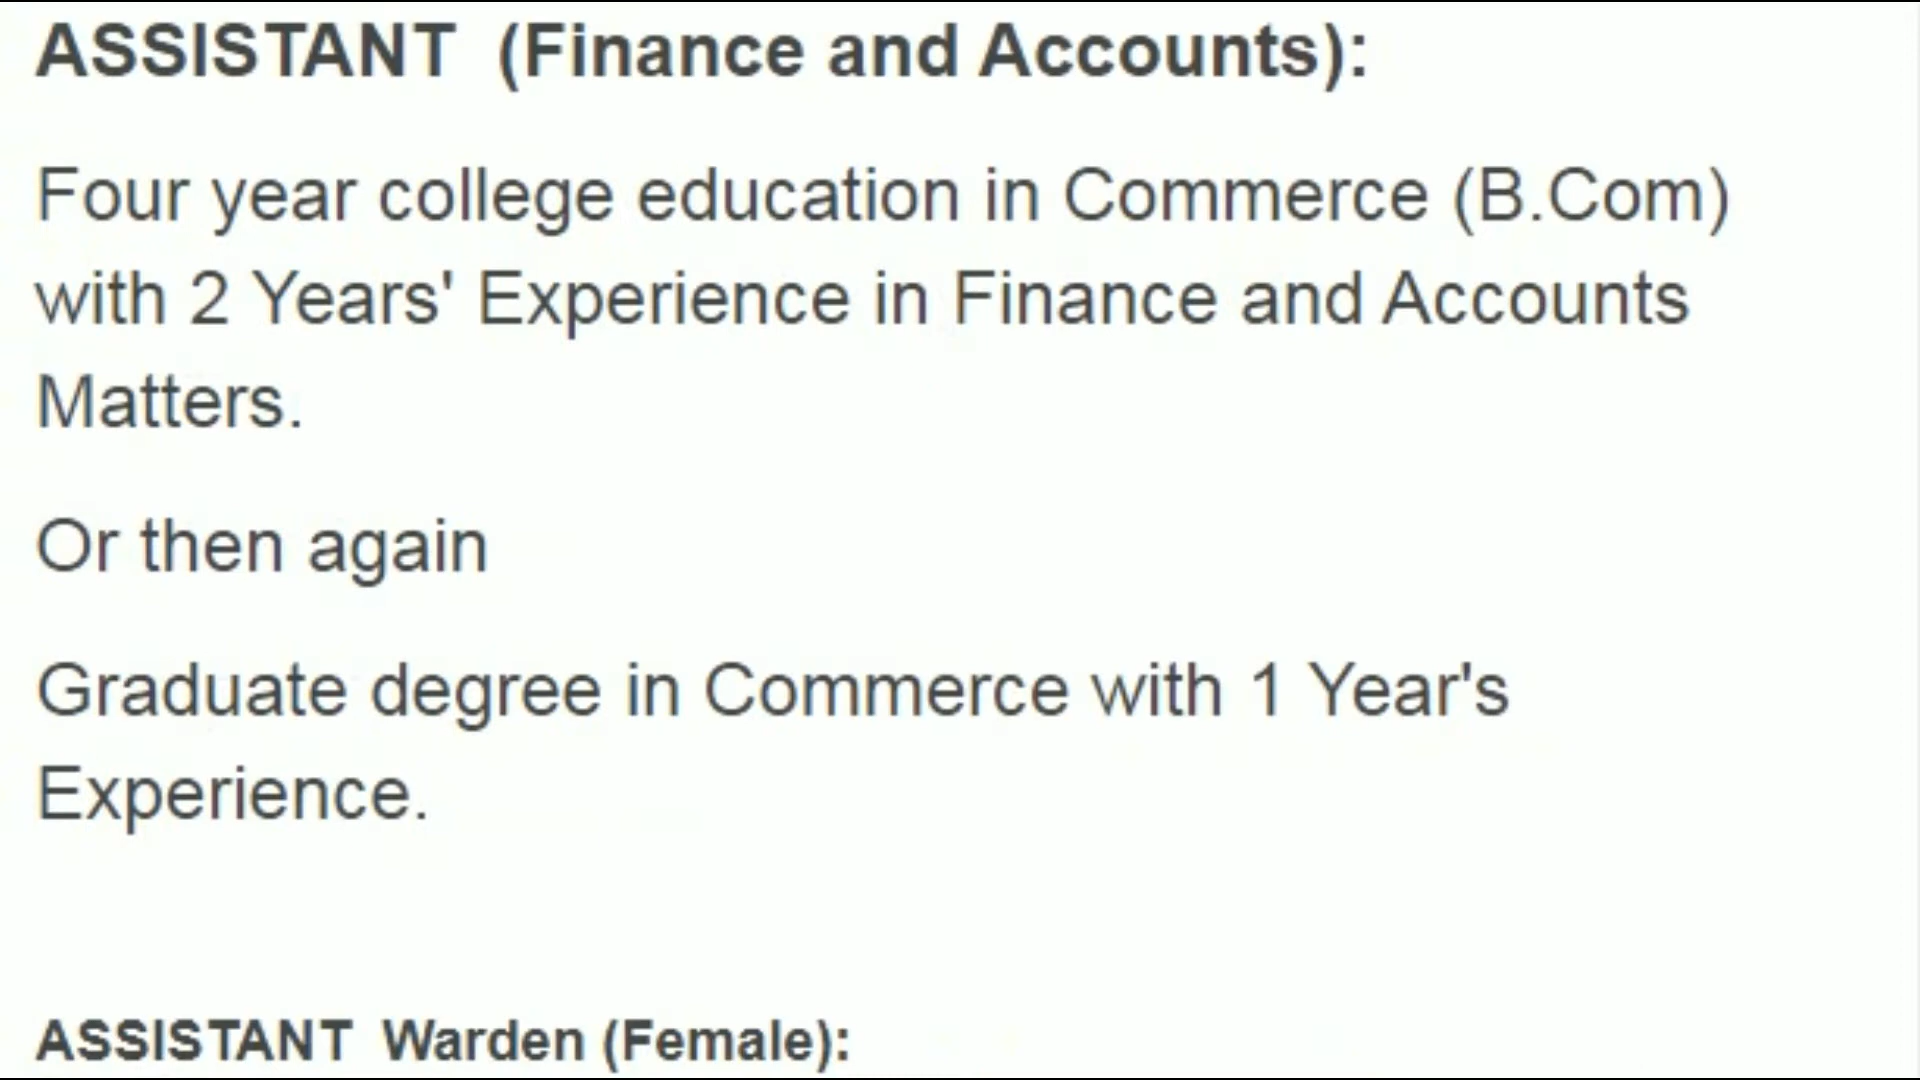 ASSISTANT (Finance and Accounts):
Four year college education in Commerce (B.Com)
with 2 Years' Experience in Finance and Accounts
Matters.
Or then again
Graduate degree in Commerce with 1 Year's
Experience.
ASSISTANT Warden (Female):